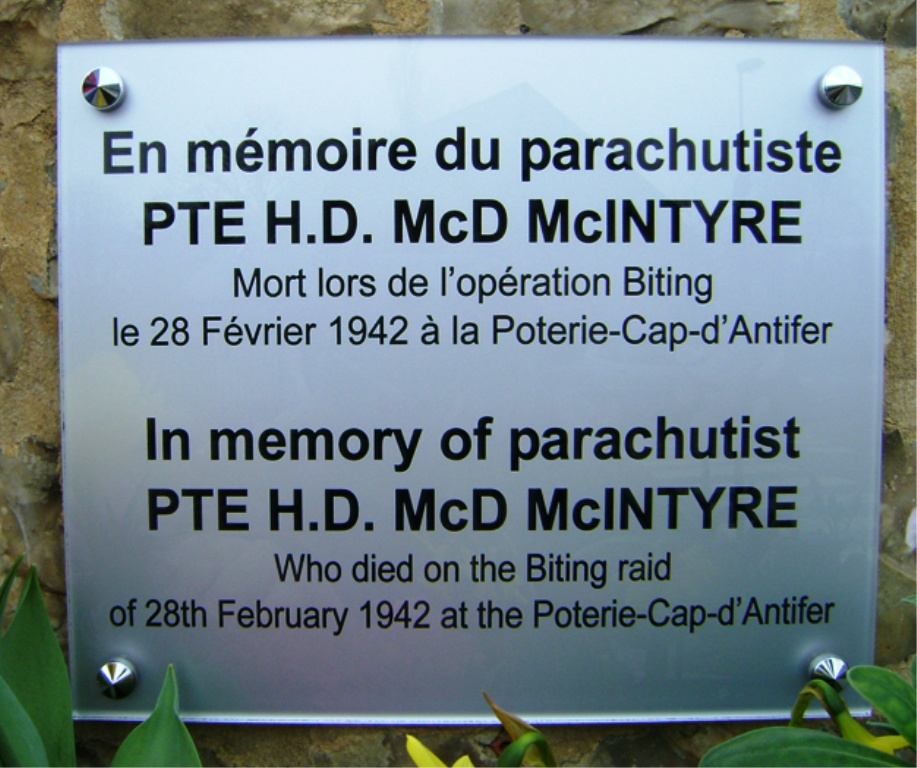 En mémoire du parachutiste
PTE H.D. McD McINTYRE
Mort lors de l'opération Biting
le 28 Février 1942 à la Poterie-Cap-d'Antifer
In memory of parachutist
PTE H.D. McD McINTYRE
Who died on the Biting raid
of 28th February 1942 at the Poterie-Cap-d'Antifer